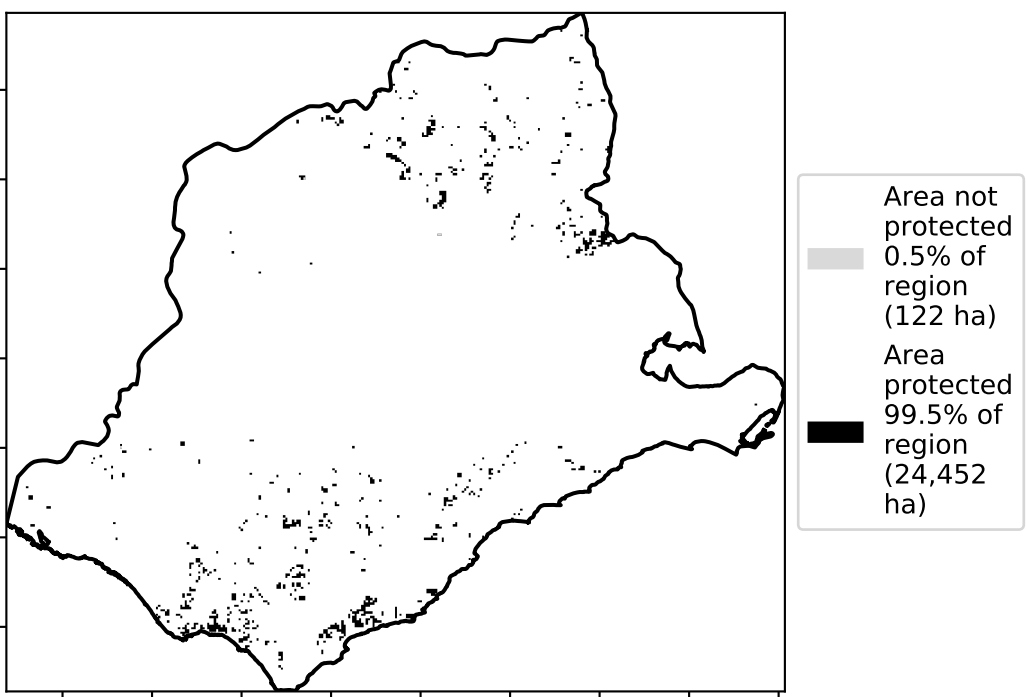 Area not
protected
0.5% of
region
(122 ha)
Area
protected
99.5% of
region
(24,452
ha)